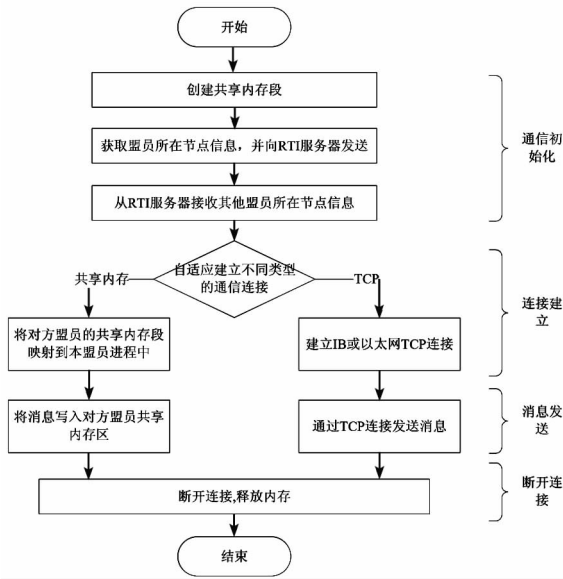 开始
创建共享内存段
获取盟员所在节点信息，并向RTI服务器发送
从RTI服务器接收其他盟员所在节点信息
通信初
始化
自适应建立不同类型
的通信连接
共享内存
TCP
将对方盟员的共享内存段
映射到本盟员进程中
建立IB或以太网TCP连接
连接建
立
将消息写入对方盟员共享
内存区
通过TCP连接发送消息
消息发
送
断开连接,释放内存
断开连
接
结束